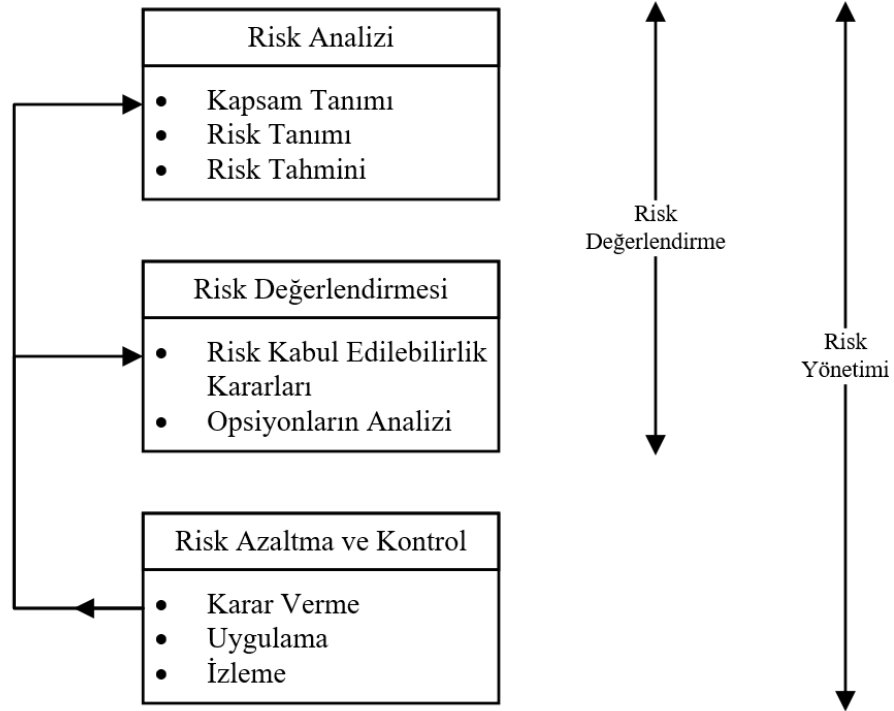 Risk Analizi
• Kapsam Tanımı
• Risk Tanımı
• Risk Tahmini
Risk Değerlendirmesi
• Risk Kabul Edilebilirlik
Kararları
• Opsiyonların Analizi
Risk Azaltma ve Kontrol
• Karar Verme
• Uygulama
• İzleme
Risk
Değerlendirme
Risk
Yönetimi